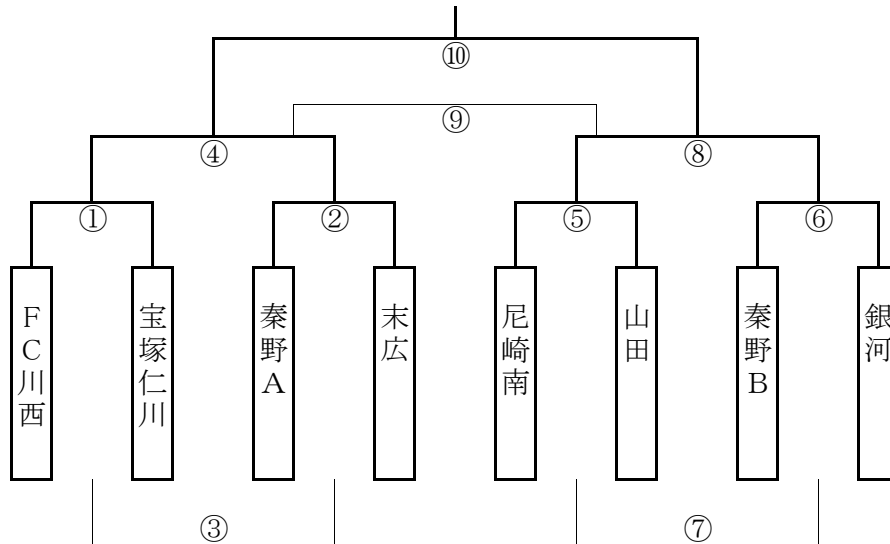 ⑩
⑨
④ ⑧
① ② ⑤ ⑥
FC川西
宝塚仁川
秦野A
末広
尼崎南
山田
秦野B
銀河
③ ⑦